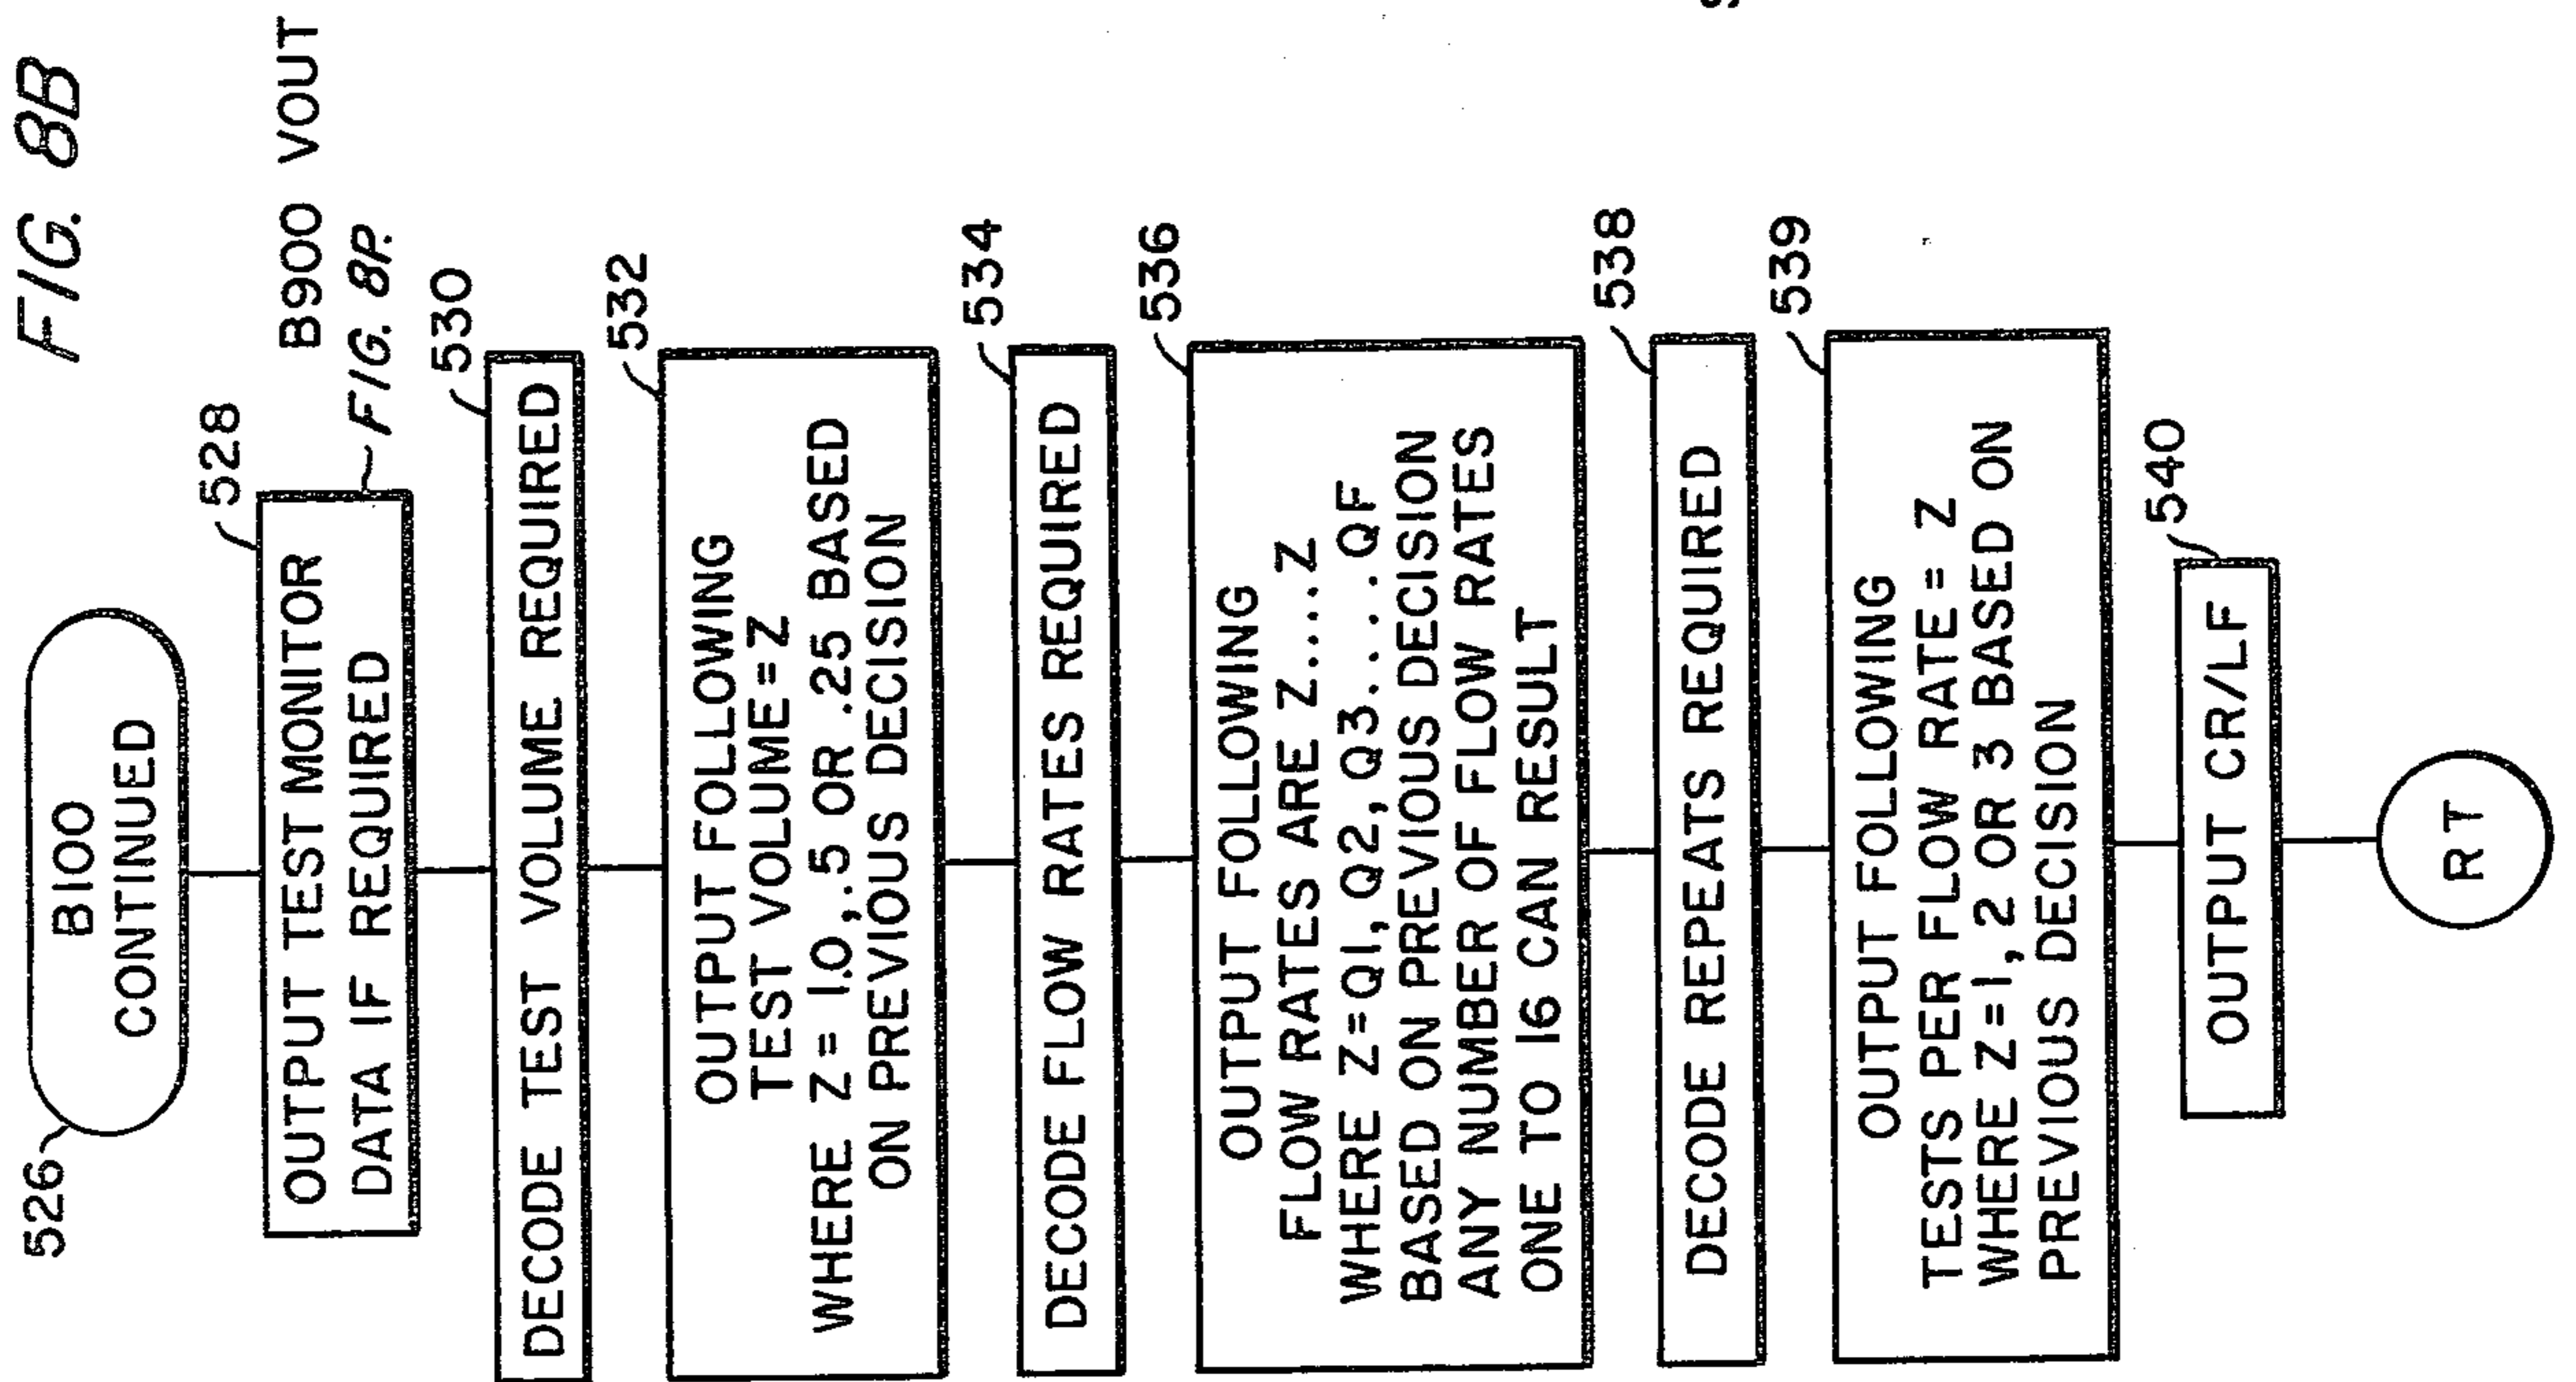 FIG. 8B
526
B100
CONTINUED
528
B900 VOUT
FIG. 8P.
OUTPUT TEST MONITOR
DATA IF REQUIRED
530
DECODE TEST VOLUME REQUIRED
532
OUTPUT FOLLOWING
TEST VOLUME=Z
WHERE Z = 1.0, .5 OR .25 BASED
ON PREVIOUS DECISION
534
DECODE FLOW RATES REQUIRED
536
OUTPUT FOLLOWING
FLOW RATES ARE Z....Z
WHERE Z=Q1, Q2, Q3....QF
BASED ON PREVIOUS DECISION
ANY NUMBER OF FLOW RATES
ONE TO 16 CAN RESULT
538
DECODE REPEATS REQUIRED
539
OUTPUT FOLLOWING
TESTS PER FLOW RATE = Z
WHERE Z=1, 2 OR 3 BASED ON
PREVIOUS DECISION
540
OUTPUT CR/LF
RT